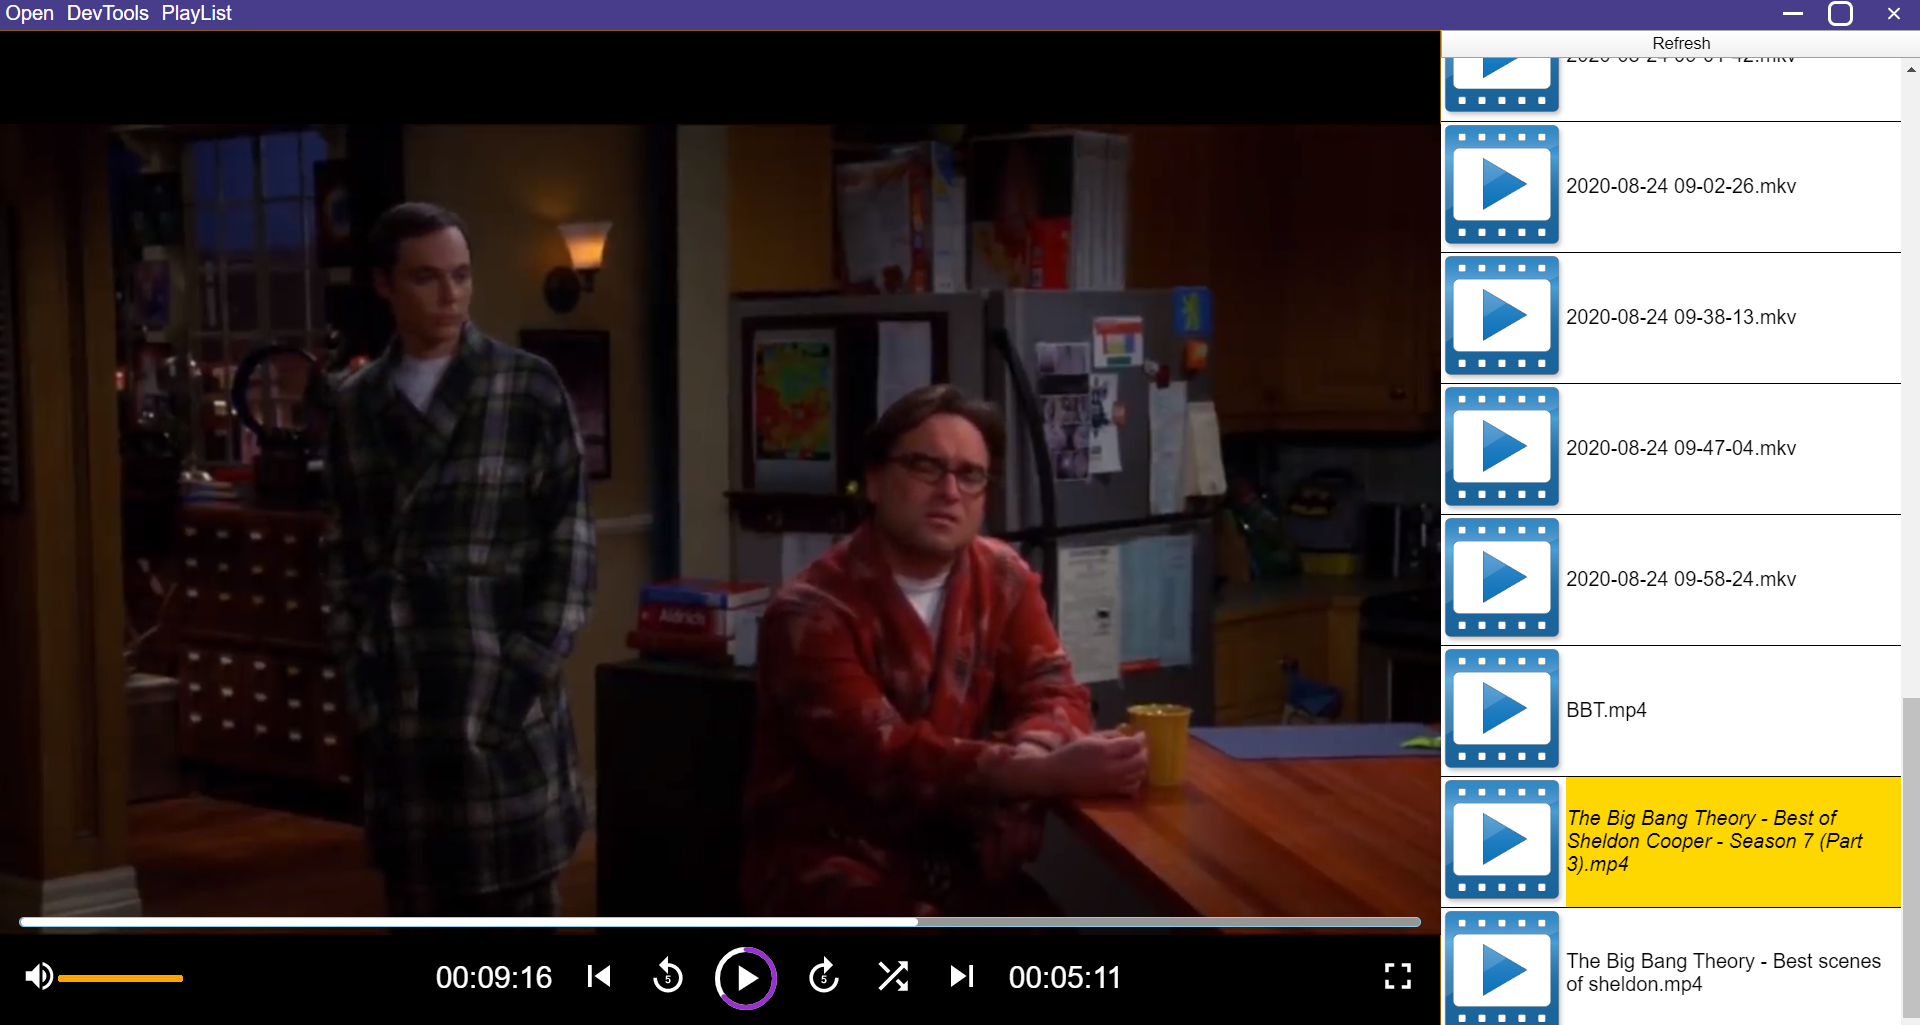 Open DevTools PlayList
Refresh
2020-08-24 09-02-26.mkv
2020-08-24 09-38-13.mkv
2020-08-24 09-47-04.mkv
2020-08-24 09-58-24.mkv
BBT.mp4
The Big Bang Theory - Best of
Sheldon Cooper - Season 7 (Part
3).mp4
The Big Bang Theory - Best scenes
of sheldon.mp4
Aldrich
00:09:16 5 5 00:05:11